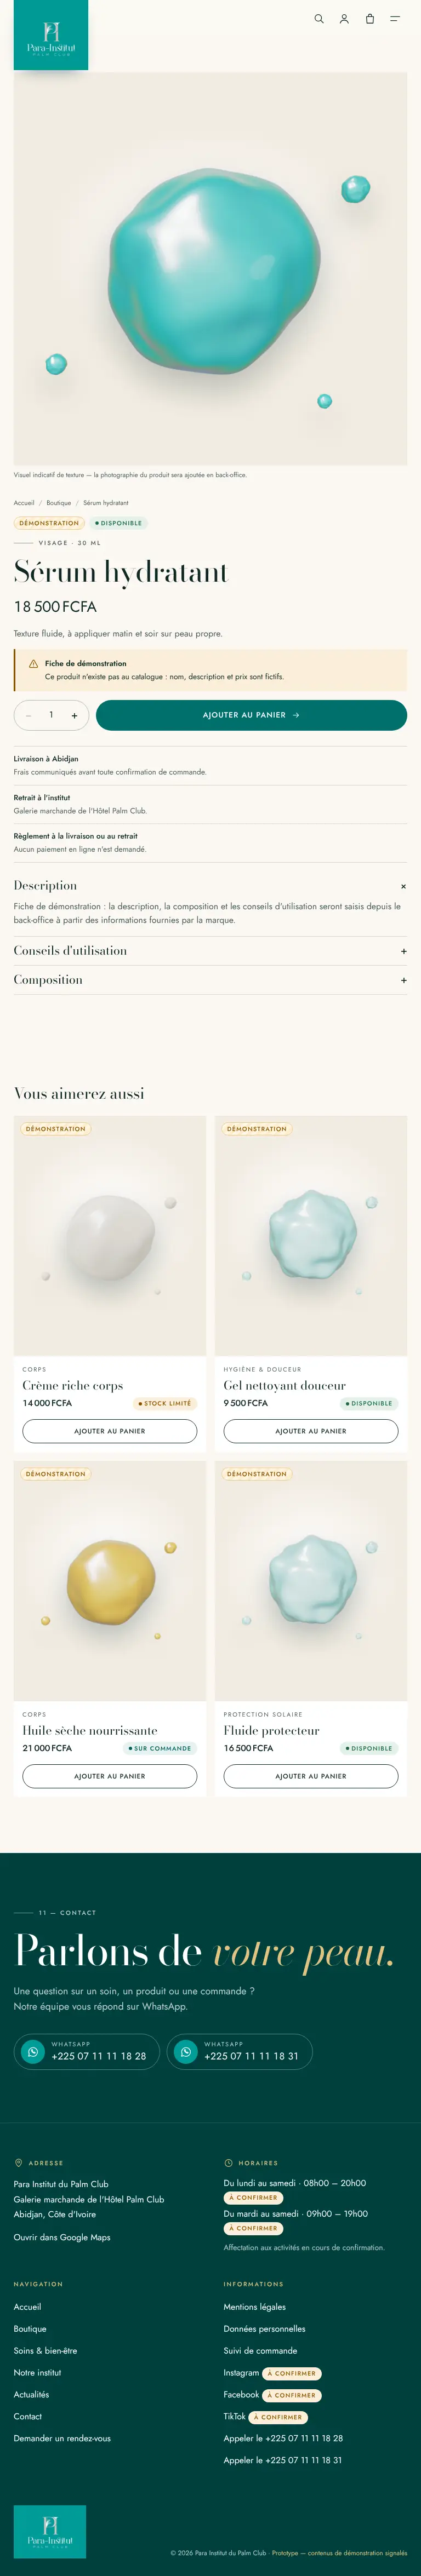 Para-Institut
PALM CLUB
Visuel indicatif de texture — la photographie du produit sera ajoutée en back-office.
Accueil / Boutique / Sérum hydratant
DÉMONSTRATION
DISPONIBLE
VISAGE · 30 ML
Sérum hydratant
18 500 FCFA
Texture fluide, à appliquer matin et soir sur peau propre.
Fiche de démonstration
Ce produit n'existe pas au catalogue : nom, description et prix sont fictifs.
− 1 +
AJOUTER AU PANIER →
Livraison à Abidjan
Frais communiqués avant toute confirmation de commande.
Retrait à l'institut
Galerie marchande de l'Hôtel Palm Club.
Règlement à la livraison ou au retrait
Aucun paiement en ligne n'est demandé.
Description ×
Fiche de démonstration : la description, la composition et les conseils d'utilisation seront saisis depuis le
back-office à partir des informations fournies par la marque.
Conseils d'utilisation +
Composition +
Vous aimerez aussi
DÉMONSTRATION
CORPS
Crème riche corps
14 000 FCFA
STOCK LIMITÉ
AJOUTER AU PANIER
DÉMONSTRATION
HYGIÈNE & DOUCEUR
Gel nettoyant douceur
9 500 FCFA
DISPONIBLE
AJOUTER AU PANIER
DÉMONSTRATION
CORPS
Huile sèche nourrissante
21 000 FCFA
SUR COMMANDE
AJOUTER AU PANIER
DÉMONSTRATION
PROTECTION SOLAIRE
Fluide protecteur
16 500 FCFA
DISPONIBLE
AJOUTER AU PANIER
11 — CONTACT
Parlons de votre peau.
Une question sur un soin, un produit ou une commande ?
Notre équipe vous répond sur WhatsApp.
WHATSAPP
+225 07 11 11 18 28
WHATSAPP
+225 07 11 11 18 31
ADRESSE
Para Institut du Palm Club
Galerie marchande de l'Hôtel Palm Club
Abidjan, Côte d'Ivoire
Ouvrir dans Google Maps
HORAIRES
Du lundi au samedi · 08h00 – 20h00
À CONFIRMER
Du mardi au samedi · 09h00 – 19h00
À CONFIRMER
Affectation aux activités en cours de confirmation.
NAVIGATION
Accueil
Boutique
Soins & bien-être
Notre institut
Actualités
Contact
Demander un rendez-vous
INFORMATIONS
Mentions légales
Données personnelles
Suivi de commande
Instagram À CONFIRMER
Facebook À CONFIRMER
TikTok À CONFIRMER
Appeler le +225 07 11 11 18 28
Appeler le +225 07 11 11 18 31
Para-Institut
PALM CLUB
© 2026 Para Institut du Palm Club · Prototype — contenus de démonstration signalés